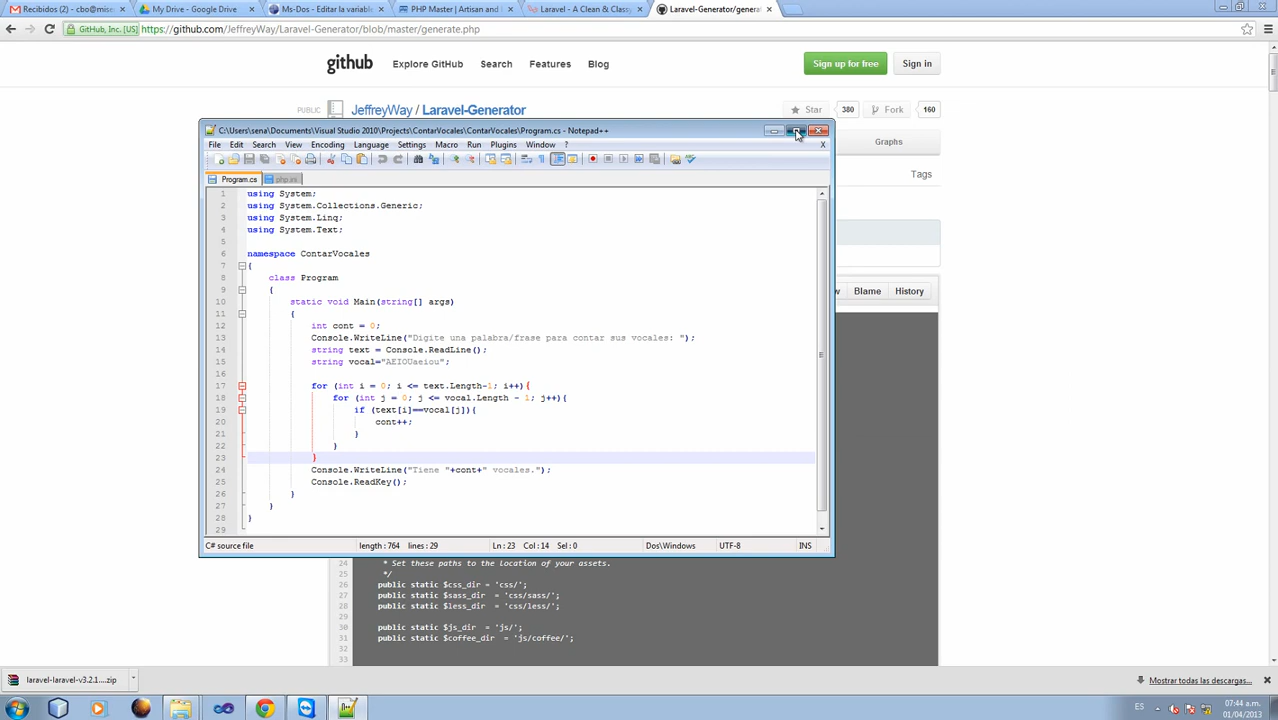 Recibidos (2) - cbo@mise
My Drive - Google Drive
Ms-Dos - Editar la variable
PHP Master | Artisan and
Laravel - A Clean & Classy
Laravel-Generator/gener
GitHub, Inc. [US]
https://github.com/JeffreyWay/Laravel-Generator/blob/master/generate.php
github
Explore GitHub
Search
Features
Blog
Sign up for free
Sign in
PUBLIC
JeffreyWay / Laravel-Generator
Star
380
Fork
160
C:\Users\sena\Documents\Visual Studio 2010\Projects\ContarVocales\ContarVocales\Program.cs - Notepad++
Graphs
File Edit Search View Encoding Language Settings Macro Run Plugins Window ?
X
Tags
Program.cs
php.ini
1 using System;
2 using System.Collections.Generic;
3 using System.Linq;
4 using System.Text;
5
6 namespace ContarVocales
7 {
8 class Program
9 {
10 static void Main(string[] args)
11 {
12 int cont = 0;
13 Console.WriteLine("Digite una palabra/frase para contar sus vocales: ");
14 string text = Console.ReadLine();
15 string vocal="AEIOUaeiou";
16
17 for (int i = 0; i <= text.Length-1; i++){
18 for (int j = 0; j <= vocal.Length - 1; j++){
19 if (text[i]==vocal[j]){
20 cont++;
21 }
22 }
23 }
24 Console.WriteLine("Tiene "+cont+" vocales.");
25 Console.ReadKey();
26 }
27 }
28 }
29
Blame
History
C# source file
length : 764 lines : 29
Ln : 23 Col : 14 Sel : 0
Dos\Windows
UTF-8
INS
24 * Set these paths to the location of your assets.
25 */
26 public static $css_dir = 'css/';
27 public static $sass_dir = 'css/sass/';
28 public static $less_dir = 'css/less/';
29
30 public static $js_dir = 'js/';
31 public static $coffee_dir = 'js/coffee/';
32
33
laravel-laravel-v3.2.1....zip
Mostrar todas las descargas...
ES
07:44 a.m.
01/04/2013